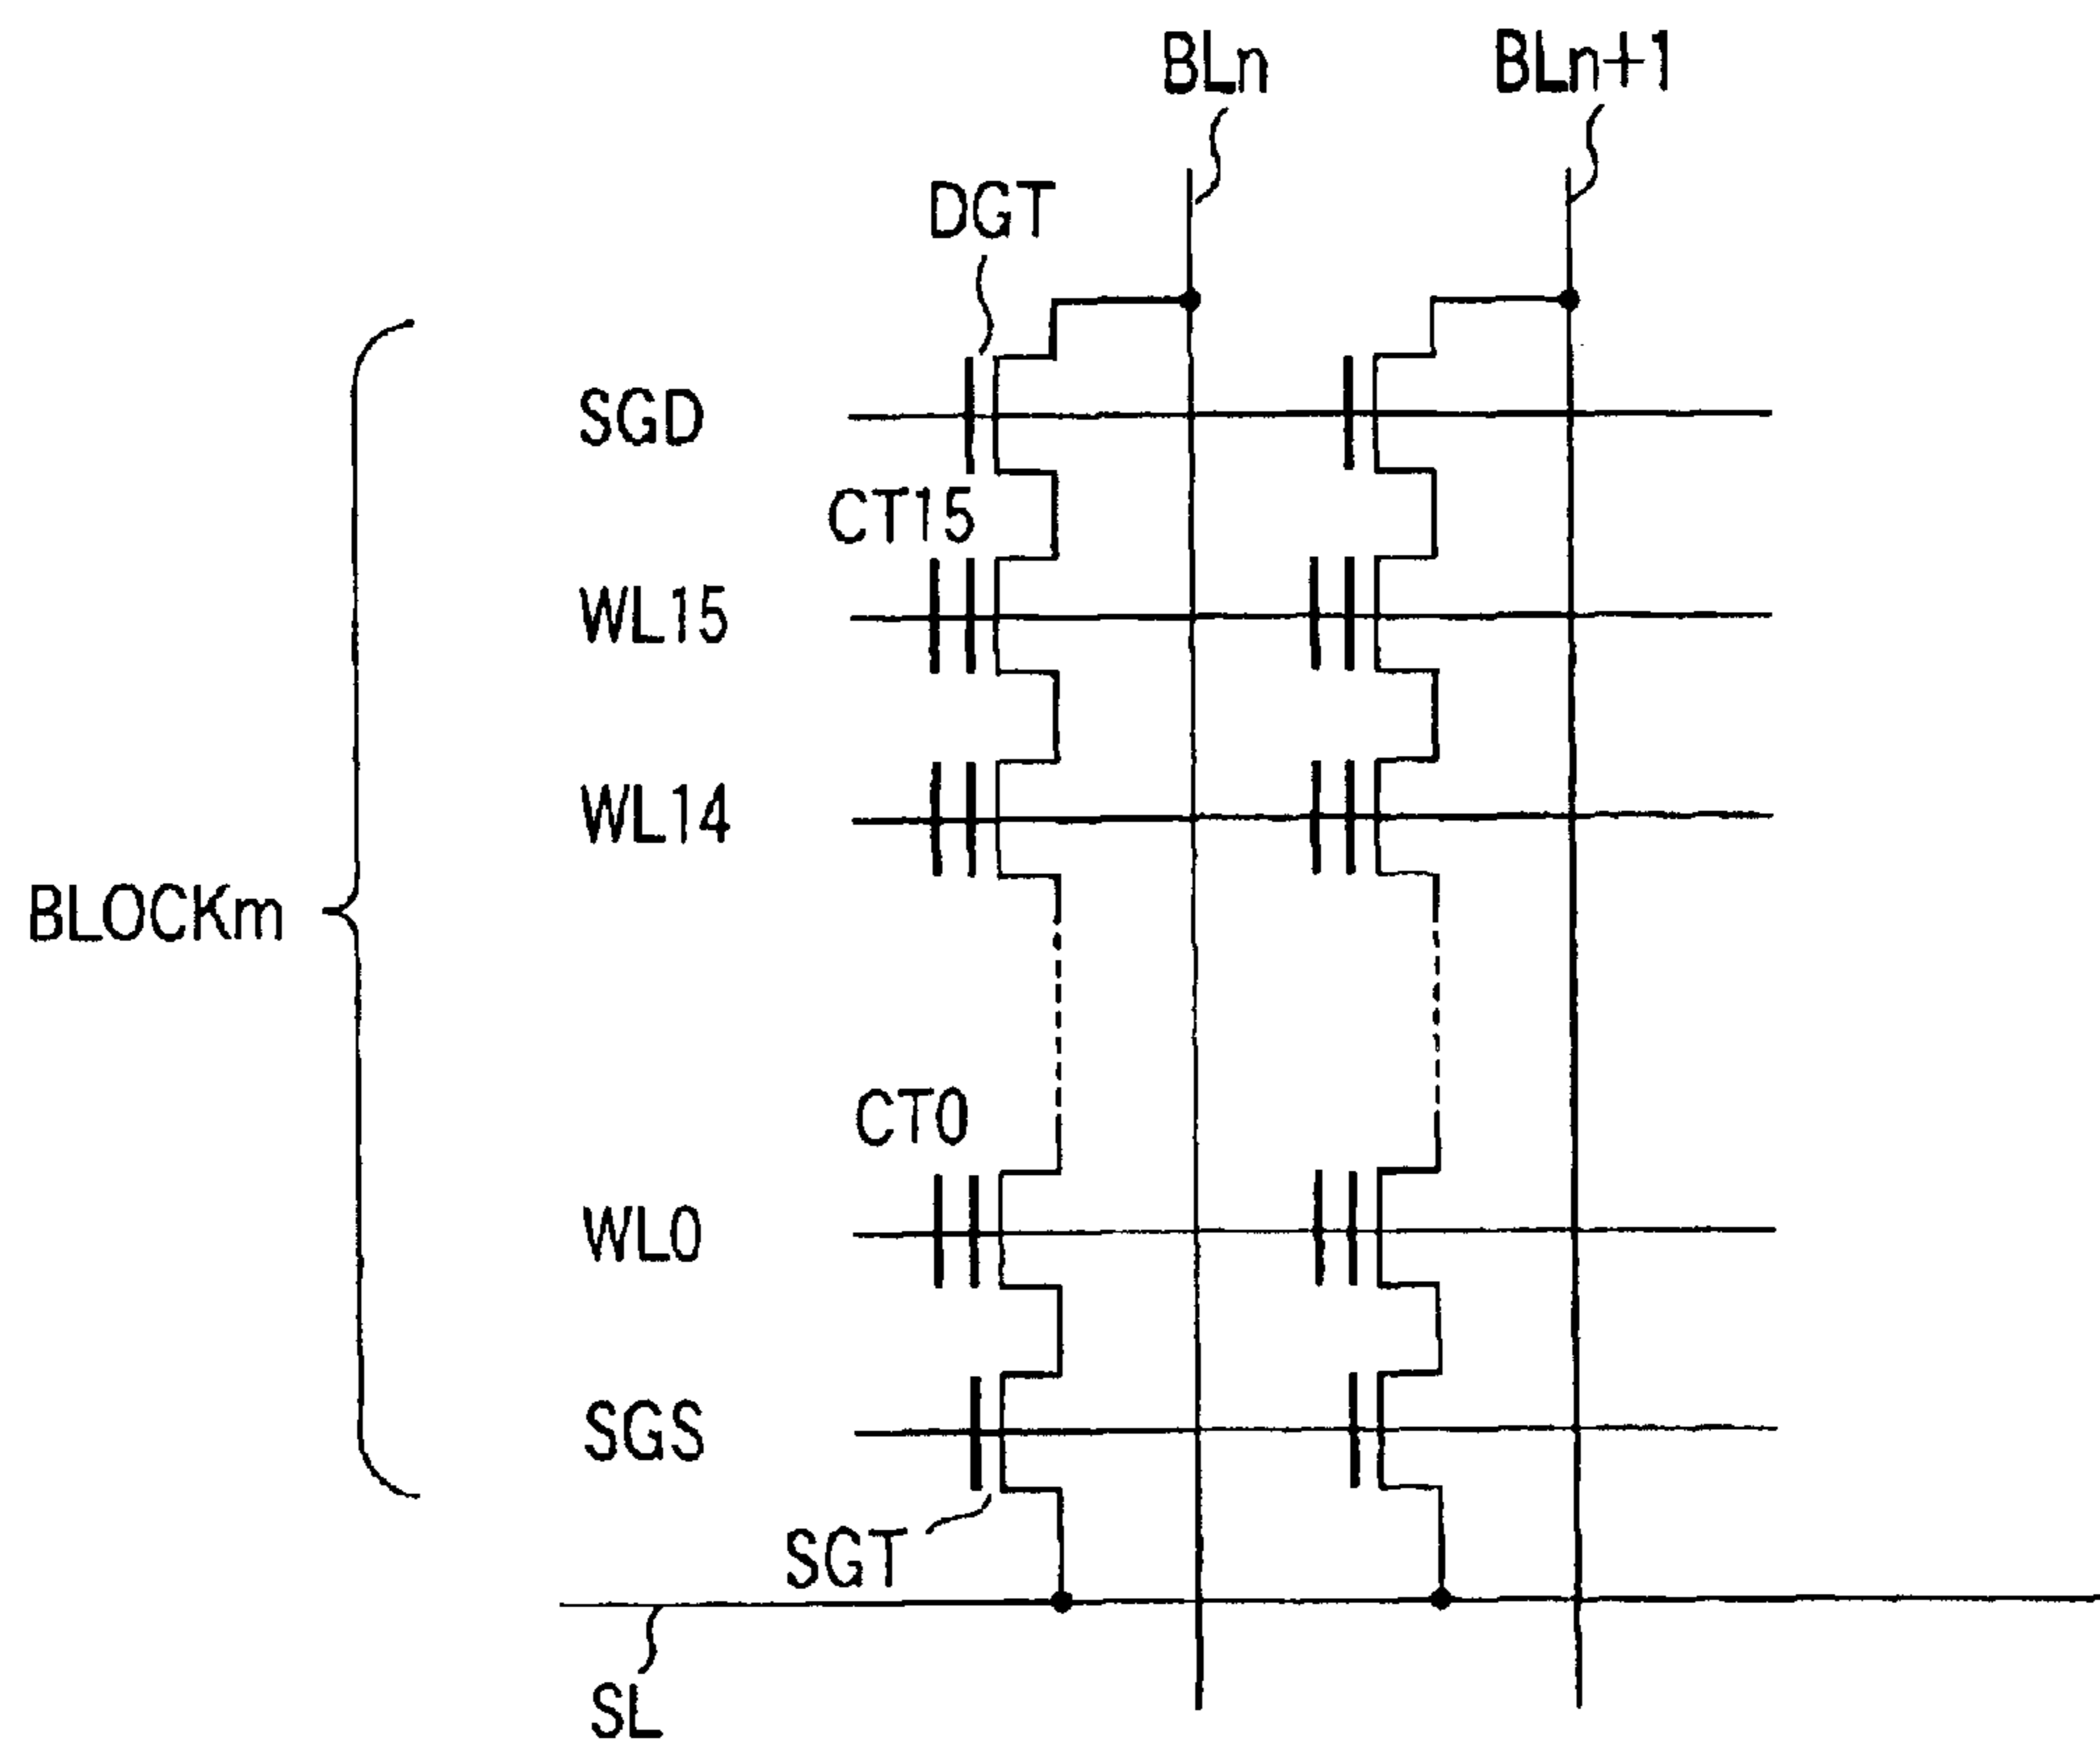 BLn
BLn+1
DGT
SGD
CT15
WL15
WL14
BLOCKm
CT0
WL0
SGS
SGT
SL